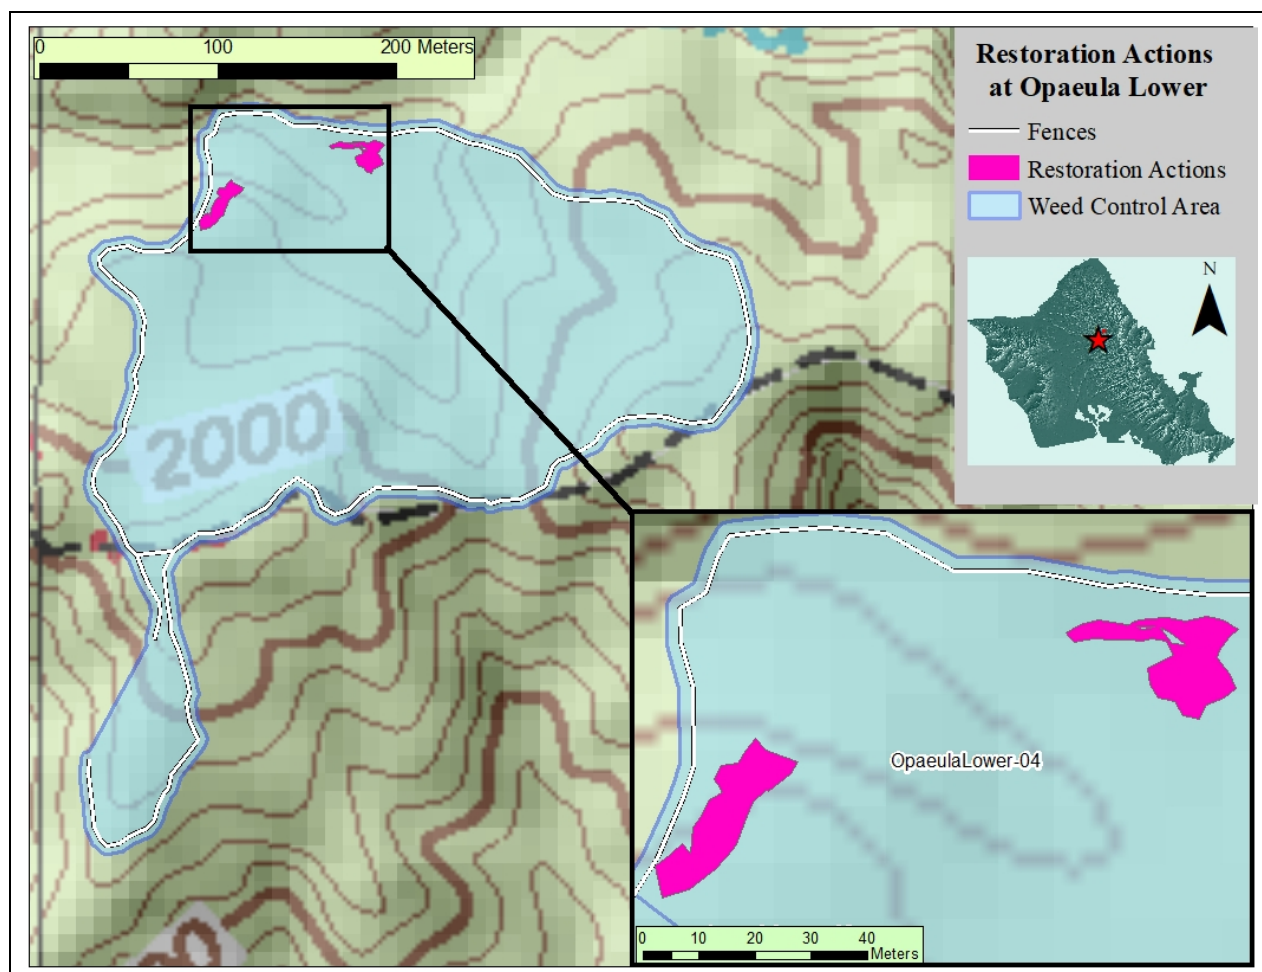 0 100 200 Meters
Restoration Actions
at Opaeula Lower
Fences
Restoration Actions
Weed Control Area
N
2000
OpaeulaLower-04
0 10 20 30 40
Meters